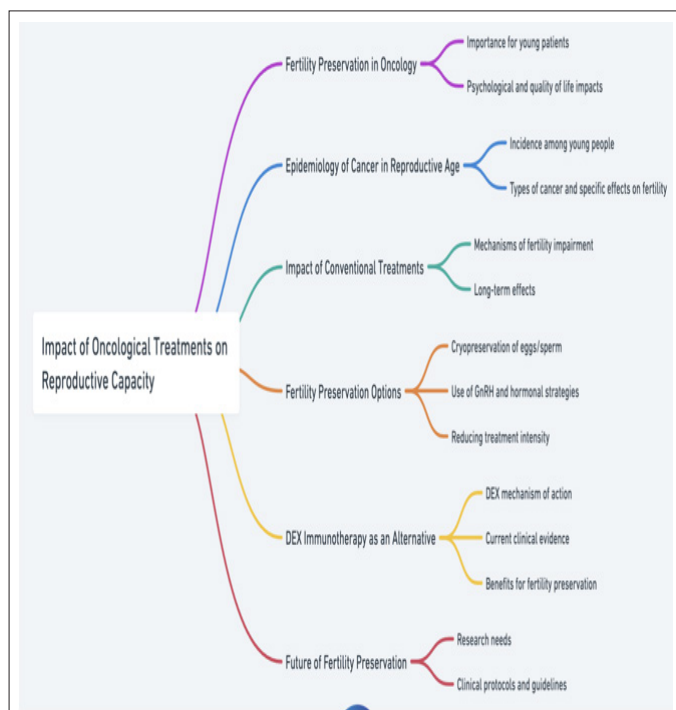 Impact of Oncological Treatments on
Reproductive Capacity
Fertility Preservation in Oncology
Importance for young patients
Psychological and quality of life impacts
Epidemiology of Cancer in Reproductive Age
Incidence among young people
Types of cancer and specific effects on fertility
Impact of Conventional Treatments
Mechanisms of fertility impairment
Long-term effects
Fertility Preservation Options
Cryopreservation of eggs/sperm
Use of GnRH and hormonal strategies
Reducing treatment intensity
DEX Immunotherapy as an Alternative
DEX mechanism of action
Current clinical evidence
Benefits for fertility preservation
Future of Fertility Preservation
Research needs
Clinical protocols and guidelines